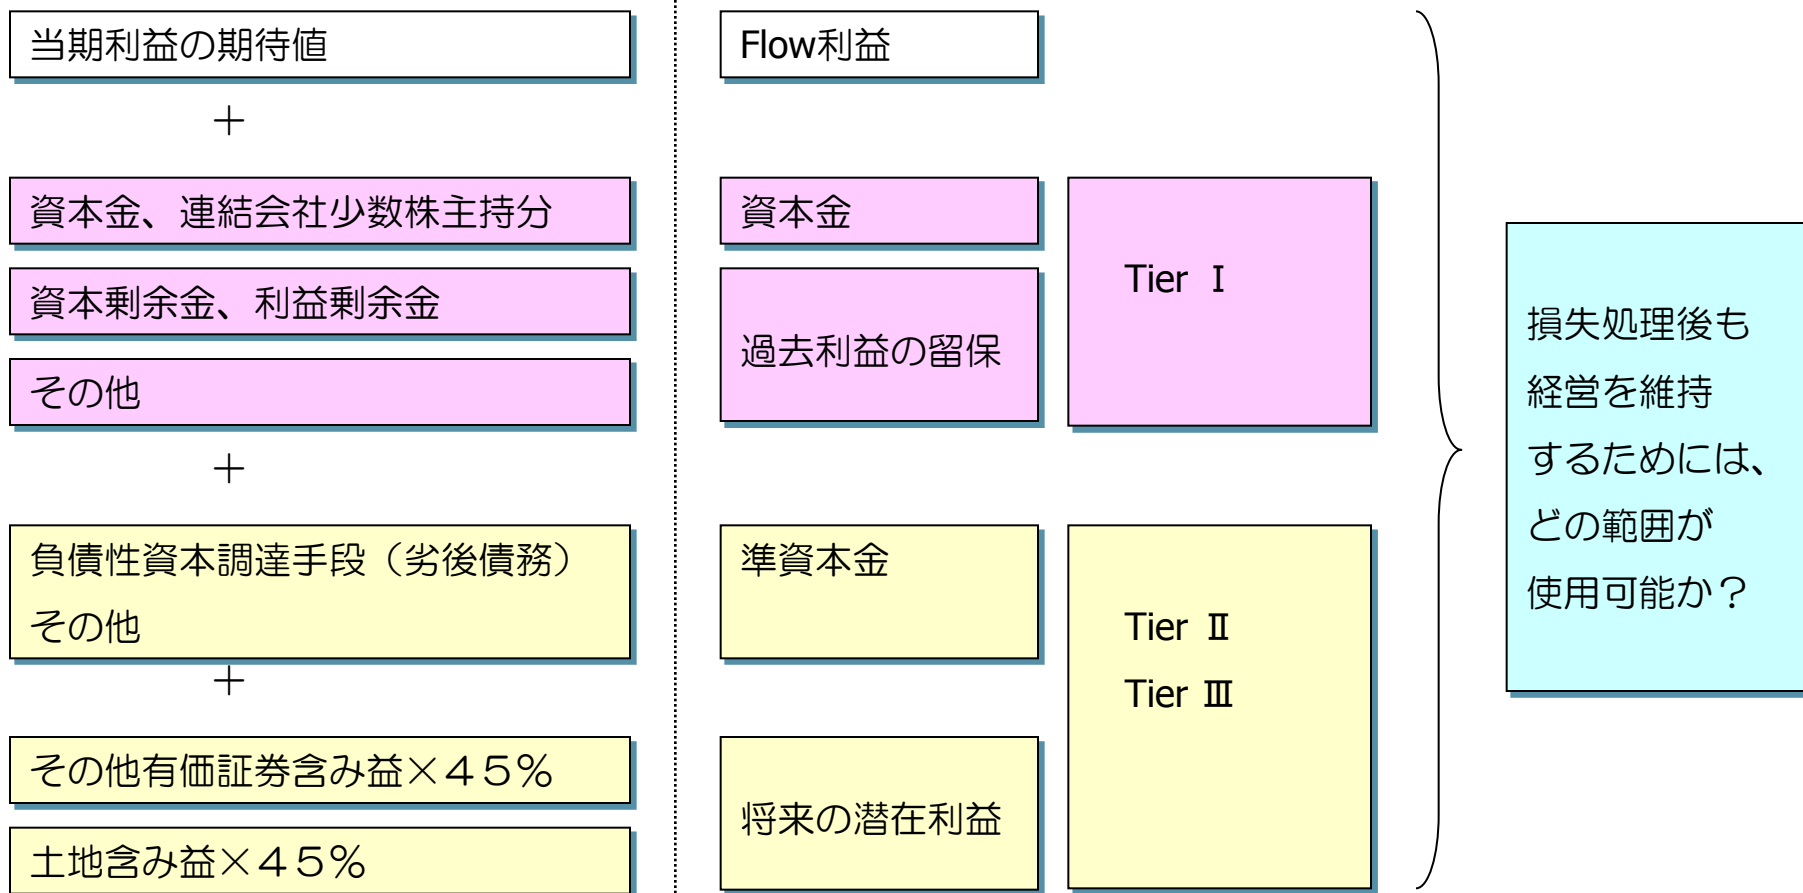 当期利益の期待値
Flow利益
＋
資本金、連結会社少数株主持分
資本金
資本剰余金、利益剰余金
その他
過去利益の留保
Tier Ⅰ
＋
負債性資本調達手段（劣後債務）
その他
準資本金
Tier Ⅱ
Tier Ⅲ
＋
その他有価証券含み益×４５％
土地含み益×４５％
将来の潜在利益
損失処理後も
経営を維持
するためには、
どの範囲が
使用可能か？